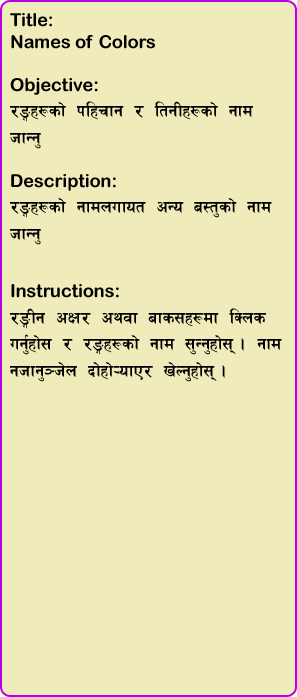 Title:
Names of Colors
Objective:
रङ्गहरूको पहिचान र तिनीहरूको नाम
जान्नु
Description:
रङ्गहरूको नामलगायत अन्य बस्तुको नाम
जान्नु
Instructions:
रङ्गीन अक्षर अथवा बाकसहरूमा क्लिक
गर्नुहोस र रङ्गहरूको नाम सुन्नुहोस् । नाम
नजानुञ्जेल दोहोऱ्याएर खेल्नुहोस् ।